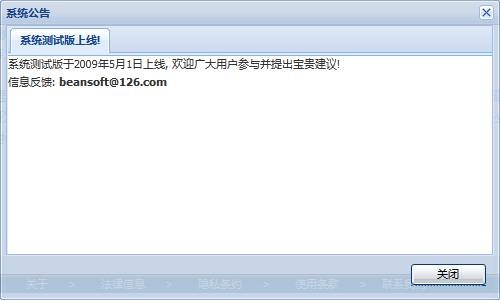 系统公告
系统测试版上线!
系统测试版于2009年5月1日上线, 欢迎广大用户参与并提出宝贵建议!
信息反馈: beansoft@126.com
关闭
关于 > 法律信息 > 隐私条约 > 使用条款 > 联系